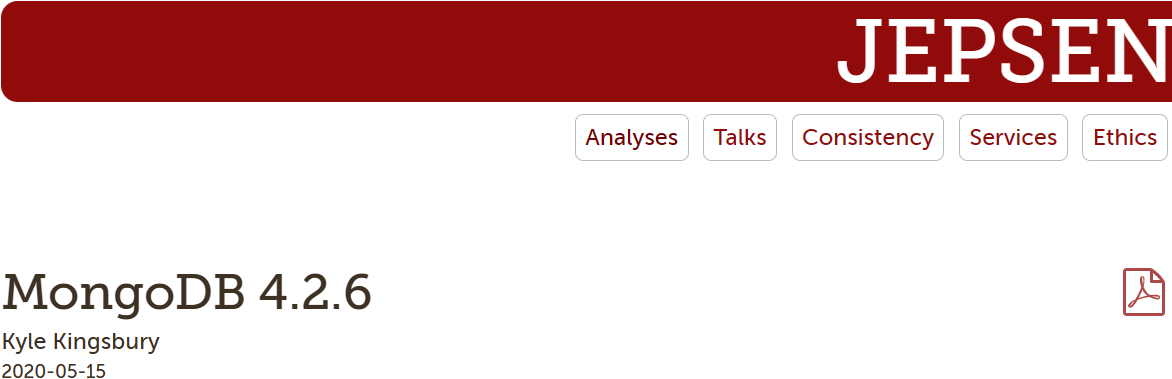 JEPSEN
Analyses Talks Consistency Services Ethics
MongoDB 4.2.6
Kyle Kingsbury
2020-05-15